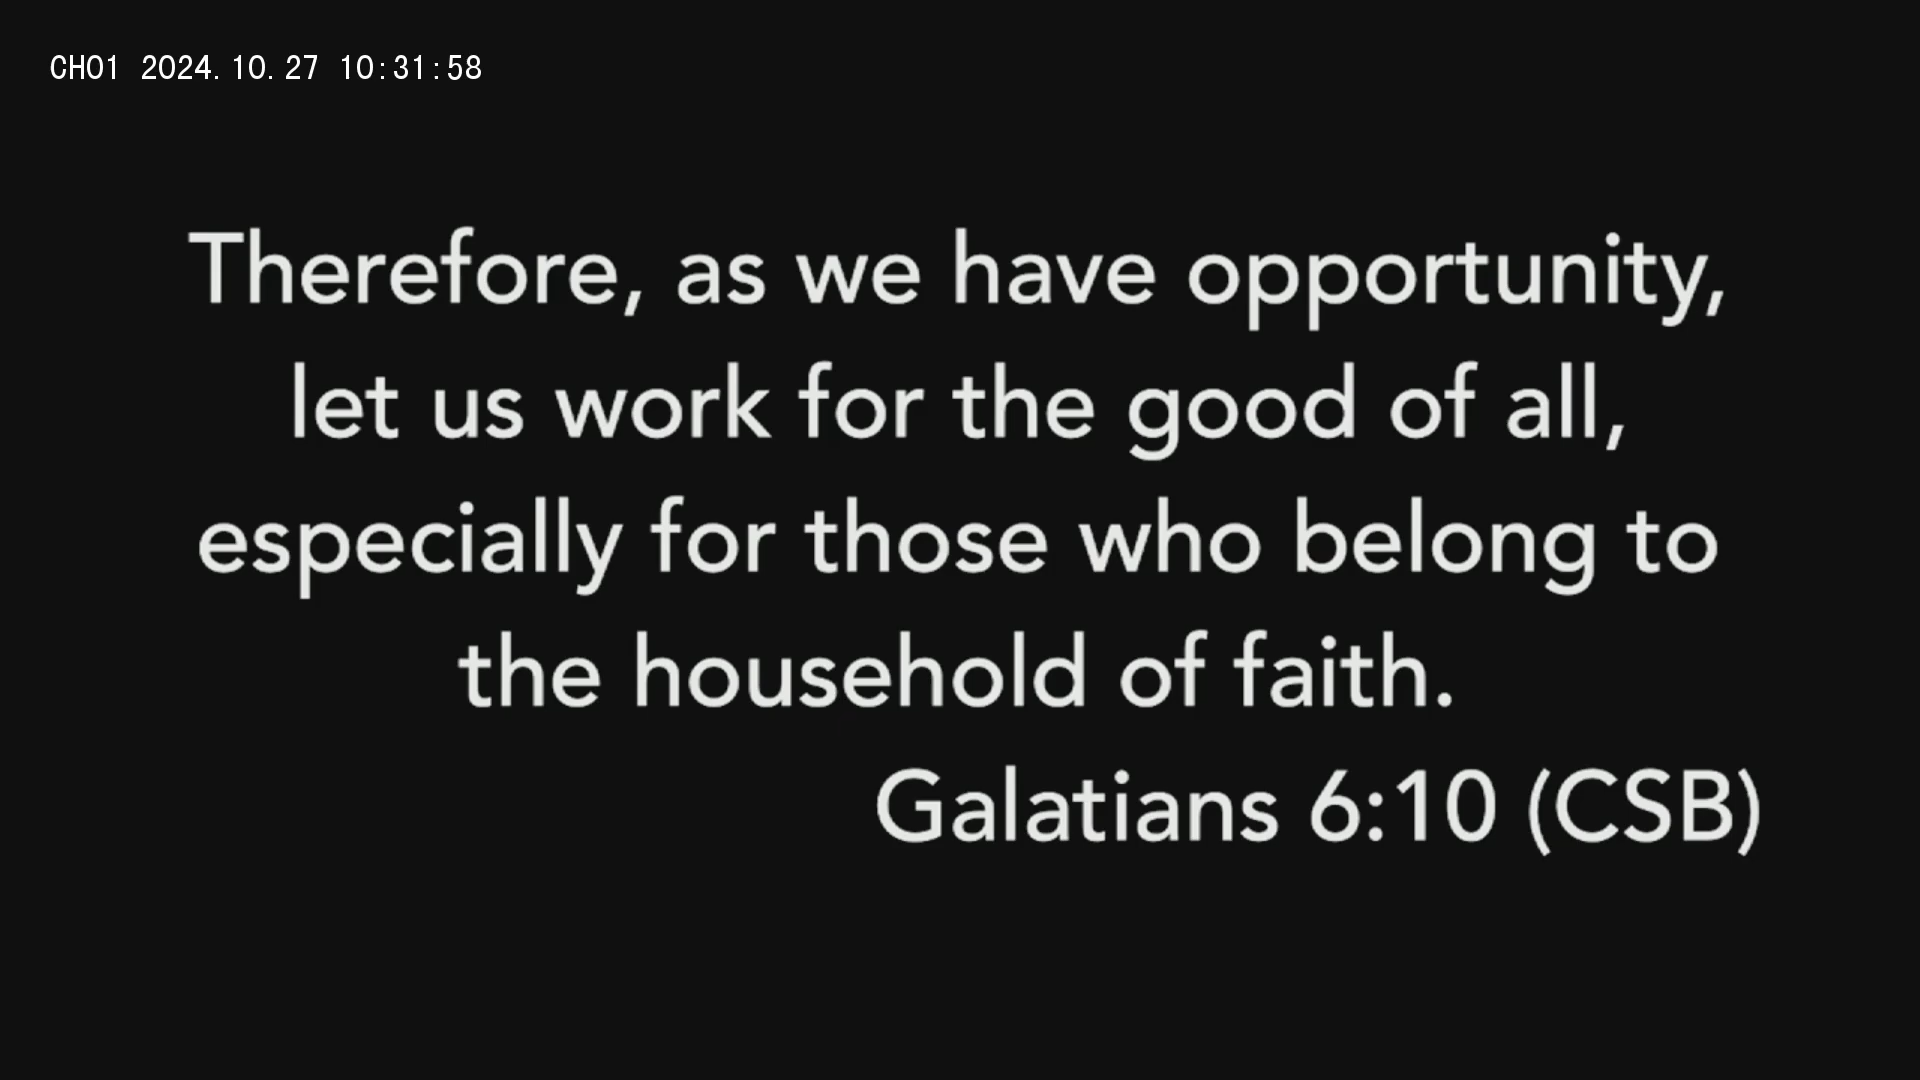 CH01 2024.10.27 10:31:58
Therefore, as we have opportunity,
let us work for the good of all,
especially for those who belong to
the household of faith.
Galatians 6:10 (CSB)